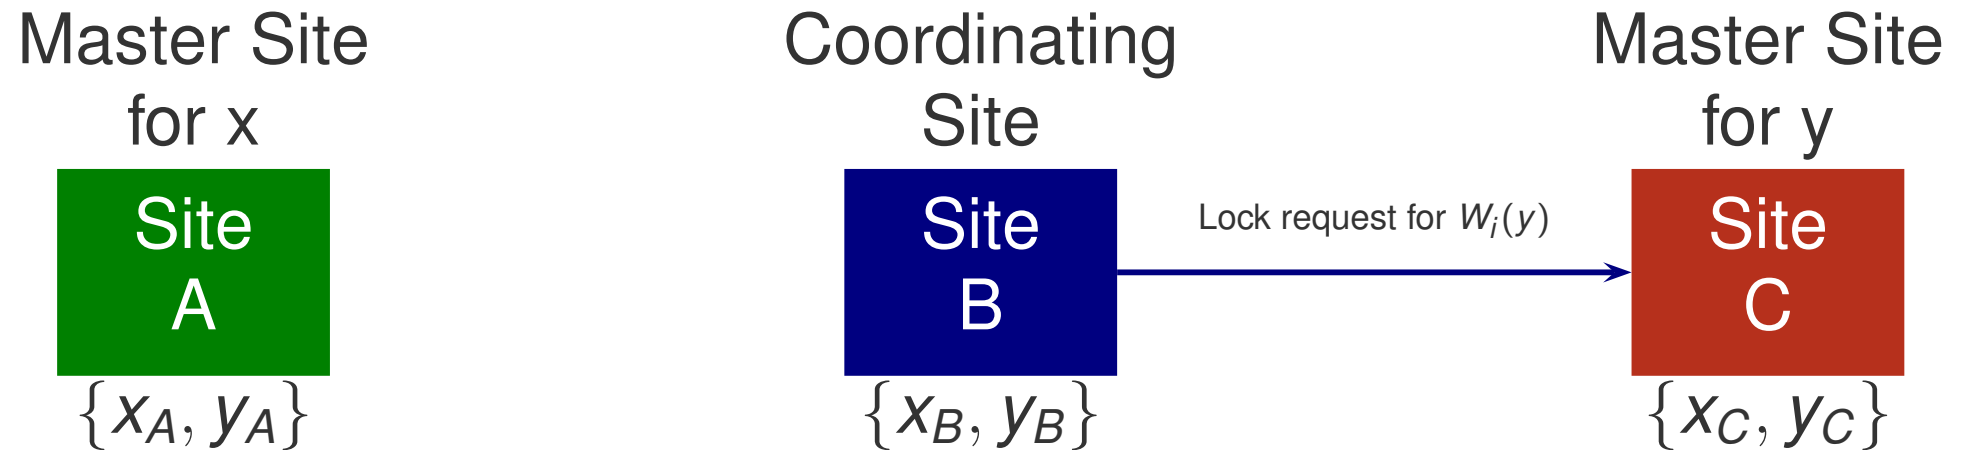 Master Site
for x
Site
A
{x_A, y_A}
Coordinating
Site
Site
B
{x_B, y_B}
Lock request for W_i(y)
Master Site
for y
Site
C
{x_C, y_C}